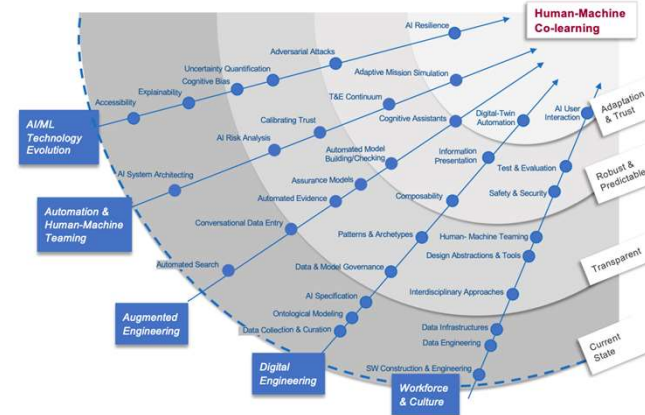 Human-Machine
Co-learning
AI Resilience
Adversarial Attacks
Uncertainty Quantification
Cognitive Bias
Explainability
Accessibility
AI/ML
Technology
Evolution
Adaptive Mission Simulation
T&E Continuum
Calibrating Trust
AI Risk Analysis
AI System Architecting
Automation &
Human-Machine
Teaming
Cognitive Assistants
Automated Model
Building/Checking
Assurance Models
Automated Evidence
Conversational Data Entry
Automated Search
Augmented
Engineering
Digital-Twin
Automation
Information
Presentation
Composability
Patterns & Archetypes
Data & Model Governance
AI Specification
Ontological Modeling
Data Collection & Curation
Digital
Engineering
AI User
Interaction
Test & Evaluation
Safety & Security
Human- Machine Teaming
Design Abstractions & Tools
Interdisciplinary Approaches
Data Infrastructures
Data Engineering
SW Construction & Engineering
Workforce
& Culture
Adaptation
& Trust
Robust &
Predictable
Transparent
Current
State